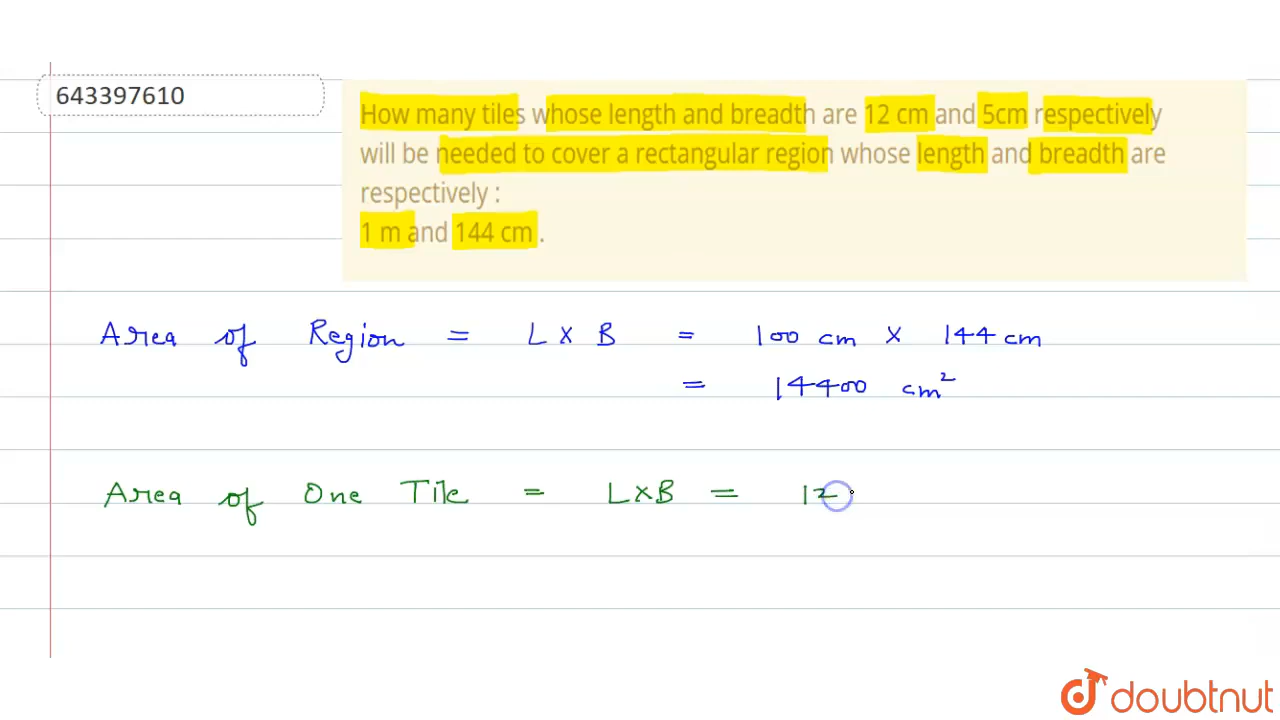 643397610
How many tiles whose length and breadth are 12 cm and 5cm respectively
will be needed to cover a rectangular region whose length and breadth are
respectively :
1 m and 144 cm .
Area of Region = L × B = 100 cm × 144 cm
= 14400 cm²
Area of One Tile = L×B = 12
doubtnut